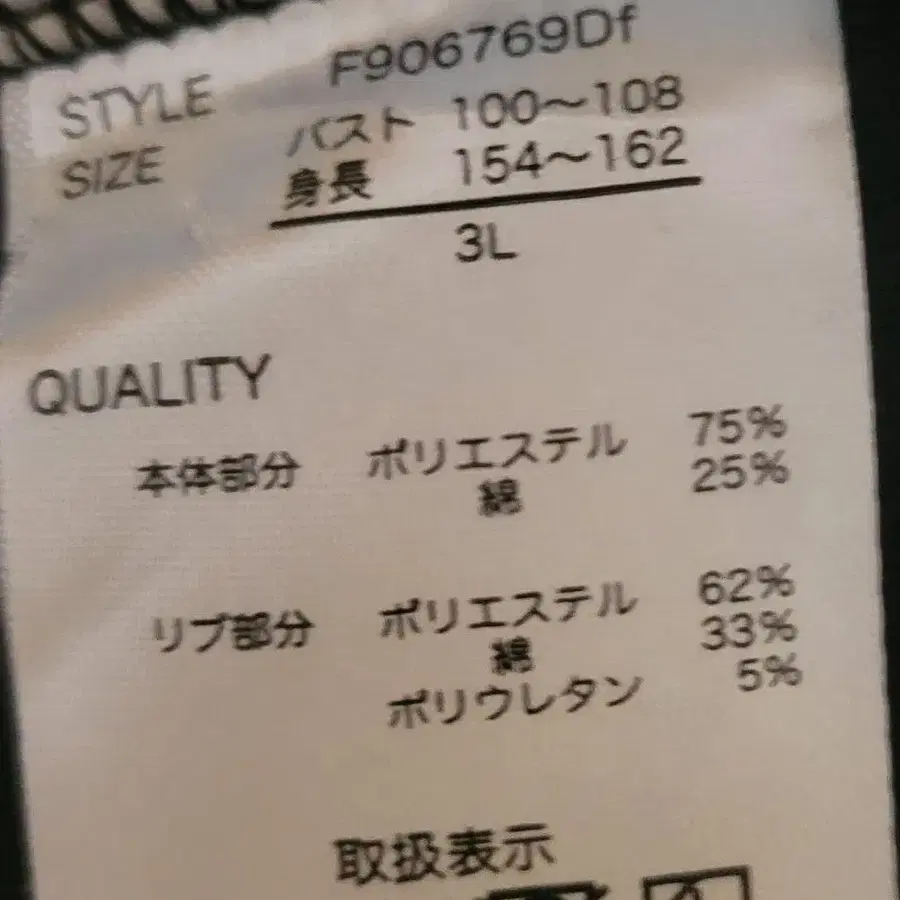 STYLE F906769Df
SIZE バスト 100～108
身長 154～162
3L
QUALITY
本体部分 ポリエステル 75%
綿 25%
リブ部分 ポリエステル 62%
綿 33%
ポリウレタン 5%
取扱表示